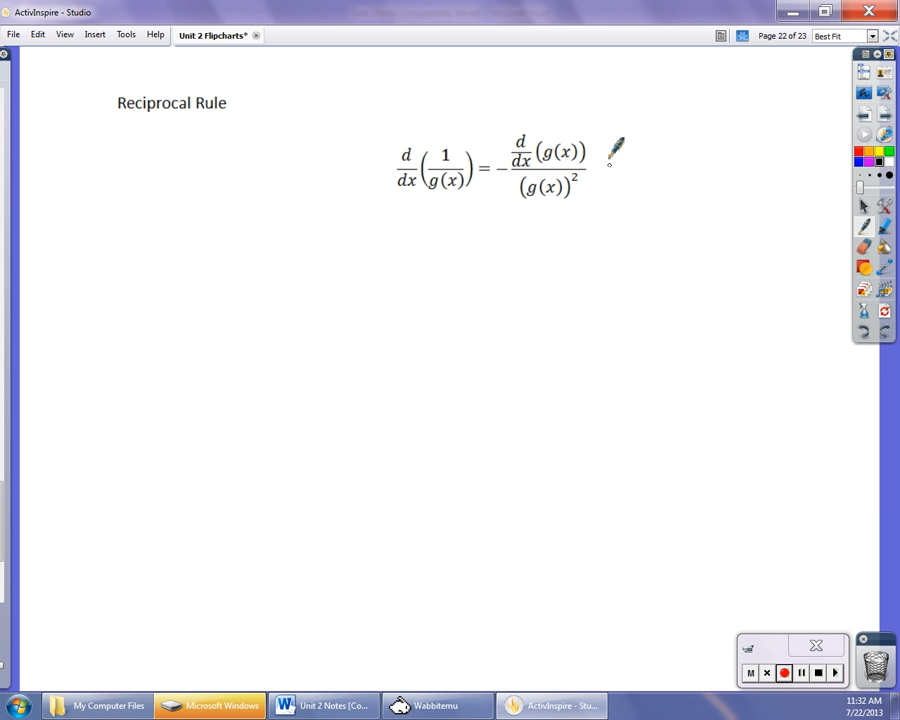 ActivInspire - Studio
File Edit View Insert Tools Help Unit 2 Flipcharts* Page 22 of 23 Best Fit
Reciprocal Rule
d/dx (1/g(x)) = − d/dx (g(x)) / (g(x))²
M
My Computer Files Microsoft Windows Unit 2 Notes [Co... Wabbitemu ActivInspire - Stu...
11:32 AM
7/22/2013